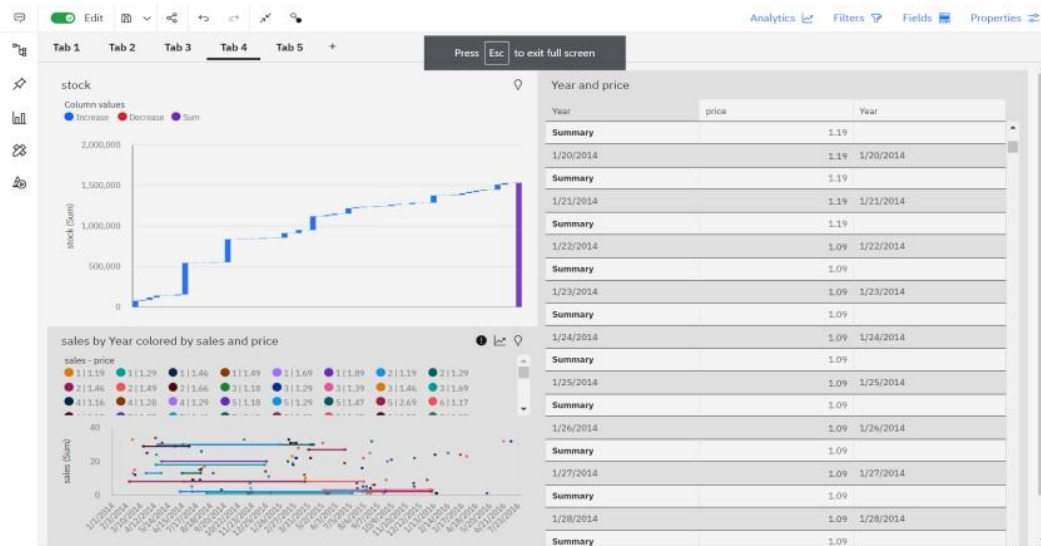 Edit
Analytics Filters Fields Properties
Tab 1 Tab 2 Tab 3 Tab 4 Tab 5 +
Press Esc to exit full screen
stock
Column values
Increase Decrease Sum
2,000,000
1,500,000
1,000,000
500,000
0
stock (Sum)
sales by Year colored by sales and price
sales - price
1 | 1.19 1 | 1.29 1 | 1.46 1 | 1.49 1 | 1.69 1 | 1.89 2 | 1.19 2 | 1.29
2 | 1.46 2 | 1.49 2 | 1.66 3 | 1.18 3 | 1.29 3 | 1.39 3 | 1.46 3 | 1.69
4 | 1.16 4 | 1.28 4 | 1.29 5 | 1.18 5 | 1.29 5 | 1.47 5 | 2.69 6 | 1.17
40
20
0
sales (Sum)
Year and price
Year price Year
Summary 1.19
1/20/2014 1.19 1/20/2014
Summary 1.19
1/21/2014 1.19 1/21/2014
Summary 1.19
1/22/2014 1.09 1/22/2014
Summary 1.09
1/23/2014 1.09 1/23/2014
Summary 1.09
1/24/2014 1.09 1/24/2014
Summary 1.09
1/25/2014 1.09 1/25/2014
Summary 1.09
1/26/2014 1.09 1/26/2014
Summary 1.09
1/27/2014 1.09 1/27/2014
Summary 1.09
1/28/2014 1.09 1/28/2014
Summary 1.09